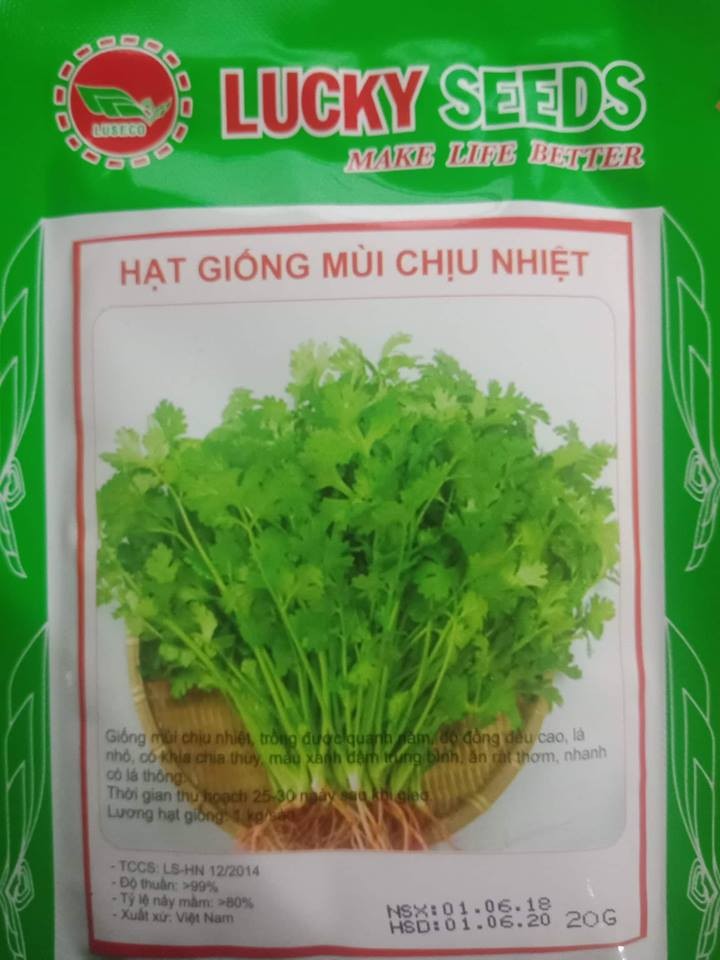 LUSECO
LUCKY SEEDS
MAKE LIFE BETTER
HẠT GIỐNG MÙI CHỊU NHIỆT
Giống mùi chịu nhiệt, trồng được quanh năm, độ đồng đều cao, lá
nhỏ, có khía chia thùy, màu xanh đậm trung bình, ăn rất thơm, nhanh
có lá thông.
Thời gian thu hoạch 25-30 ngày sau khi gieo.
Lượng hạt giống: 1 kg/sào
- TCCS: LS-HN 12/2014
- Độ thuần: >99%
- Tỷ lệ nảy mầm: >80%
- Xuất xứ: Việt Nam
NSX:01.06.18
HSD:01.06.20 20G